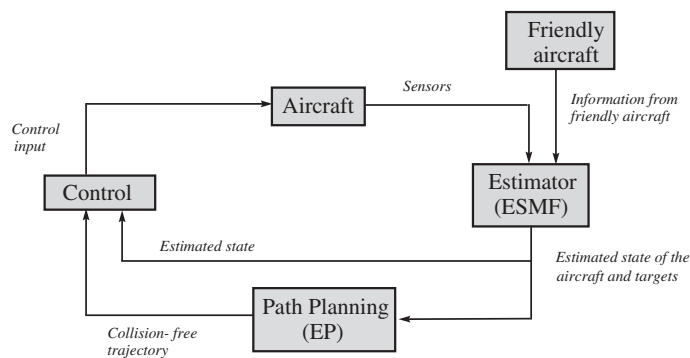 Friendly
aircraft
Sensors
Aircraft
Information from
friendly aircraft
Control
input
Estimator
(ESMF)
Control
Estimated state
Estimated state of the
aircraft and targets
Path Planning
(EP)
Collision- free
trajectory